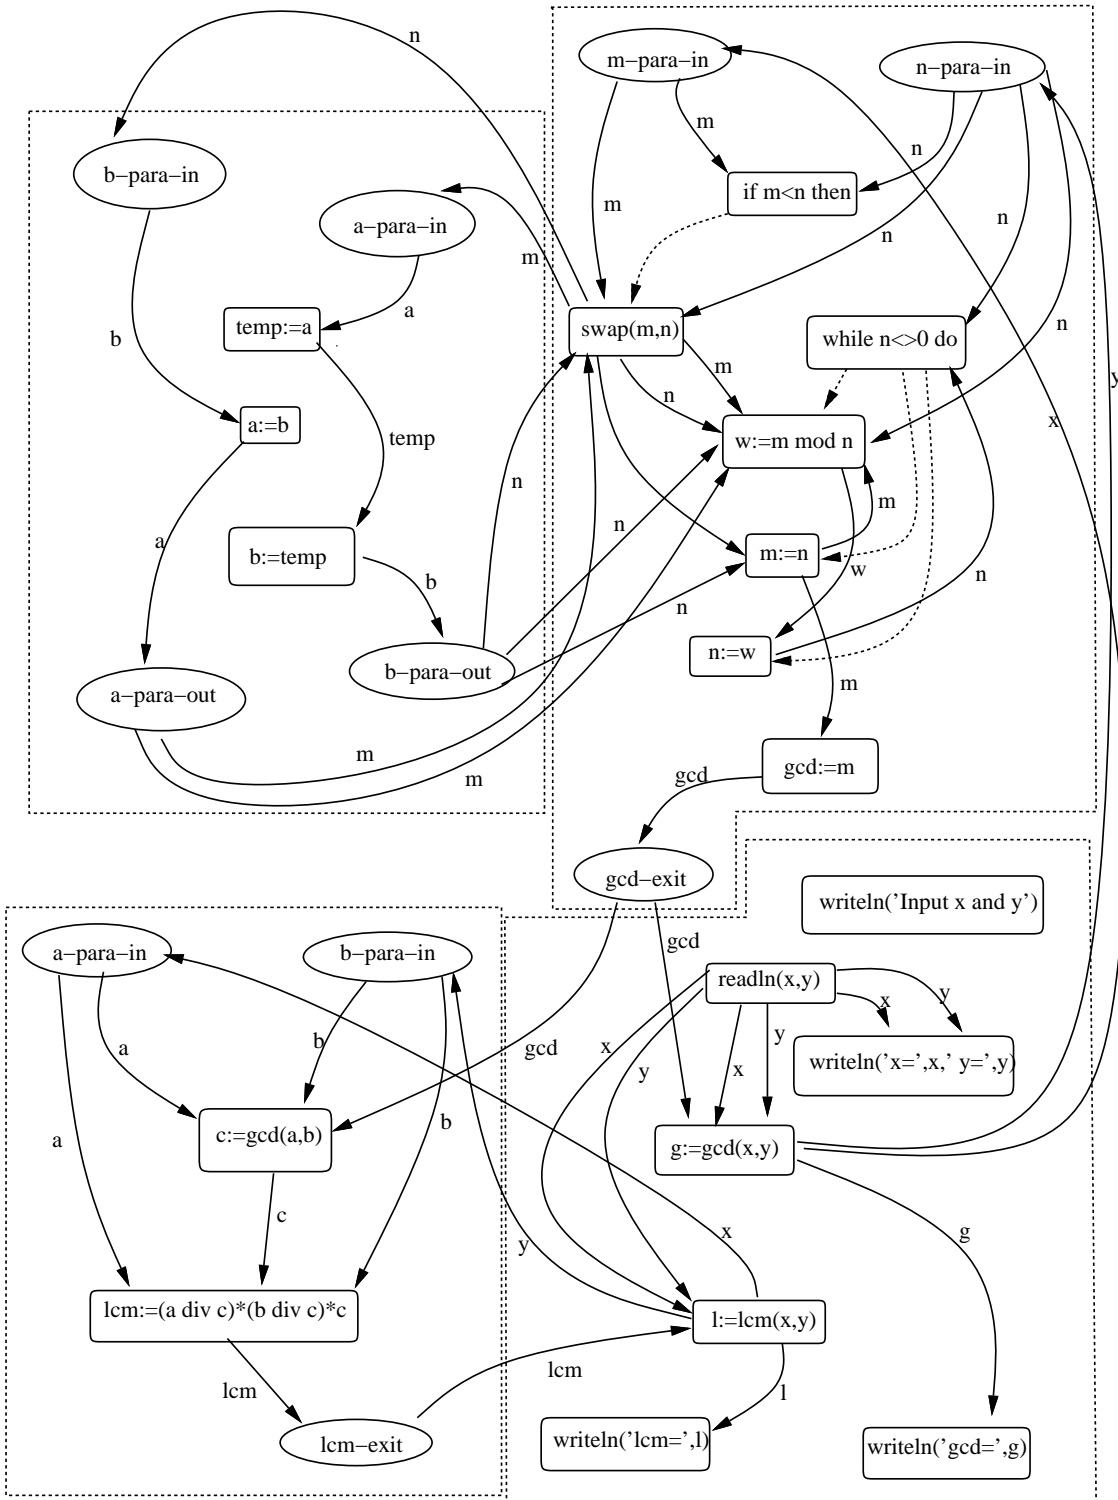 n
m−para−in
n−para−in
b−para−in
m
n
if m<n then
a−para−in
m
n
n
m
a
temp:=a
b
swap(m,n)
while n<>0 do
n
m
y
n
x
a:=b
temp
w:=m mod n
n
m
n
a
b:=temp
m:=n
b
w
n
n
b−para−out
n:=w
a−para−out
m
m
m
gcd
gcd:=m
gcd−exit
writeln('Input x and y')
gcd
a−para−in
b−para−in
readln(x,y)
x
y
b
a
gcd
x
y
y
x
writeln('x=',x,' y=',y)
a
b
c:=gcd(a,b)
g:=gcd(x,y)
c
x
y
g
lcm:=(a div c)*(b div c)*c
l:=lcm(x,y)
lcm
lcm
l
lcm−exit
writeln('lcm=',l)
writeln('gcd=',g)